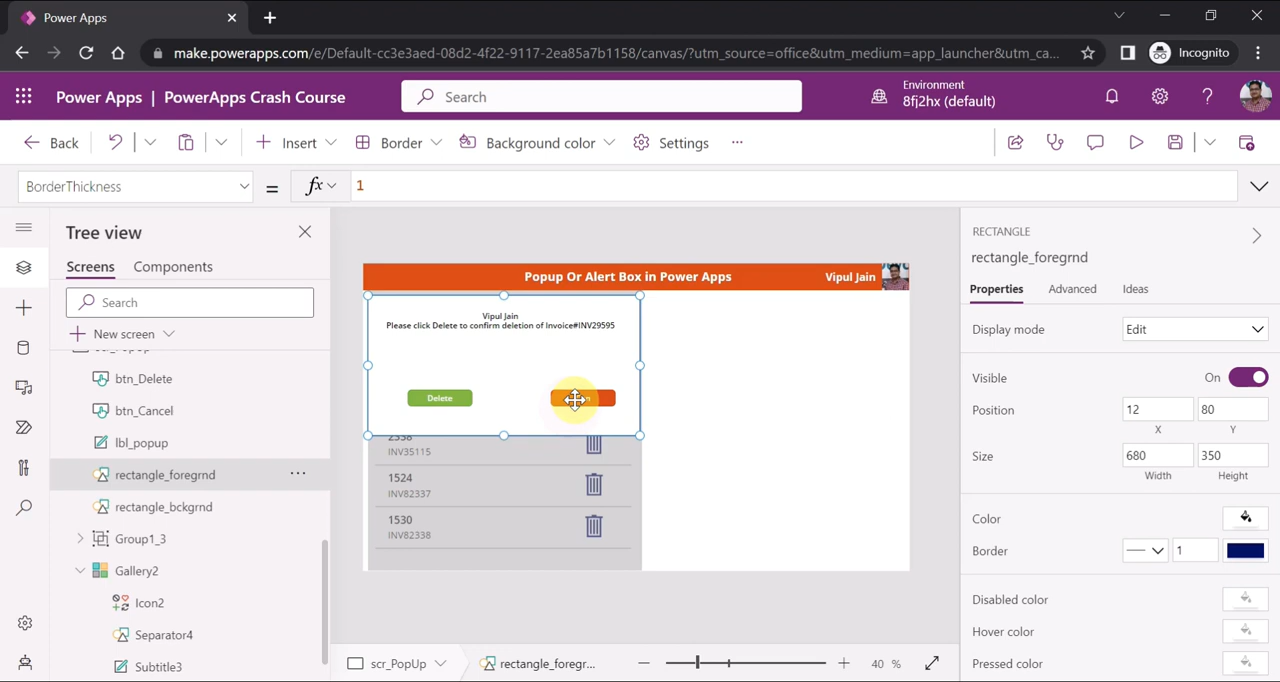 Power Apps
make.powerapps.com/e/Default-cc3e3aed-08d2-4f22-9117-2ea85a7b1158/canvas/?utm_source=office&utm_medium=app_launcher&utm_ca...
Incognito
Power Apps | PowerApps Crash Course
Search
Environment
8fj2hx (default)
Back
Insert
Border
Background color
Settings
BorderThickness
=
fx
1
Tree view
Screens
Components
Search
New screen
btn_Delete
btn_Cancel
lbl_popup
rectangle_foregrnd
rectangle_bckgrnd
Group1_3
Gallery2
Icon2
Separator4
Subtitle3
Popup Or Alert Box in Power Apps
Vipul Jain
Vipul Jain
Please click Delete to confirm deletion of Invoice#INV29595
Delete
INV35115
1524
INV82337
1530
INV82338
scr_PopUp
rectangle_foregr...
40 %
RECTANGLE
rectangle_foregrnd
Properties
Advanced
Ideas
Display mode
Edit
Visible
On
Position
12
80
X
Y
Size
680
350
Width
Height
Color
Border
1
Disabled color
Hover color
Pressed color